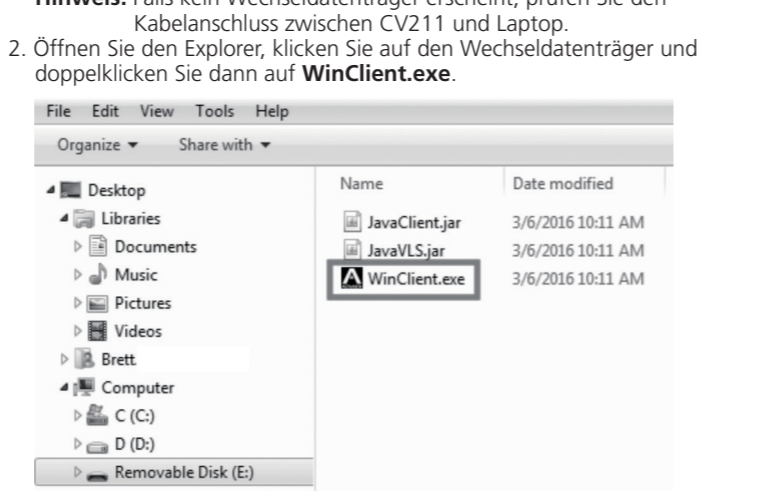 Hinweis: Falls kein Wechseldatenträger erscheint, prüfen Sie den
Kabelanschluss zwischen CV211 und Laptop.
2. Öffnen Sie den Explorer, klicken Sie auf den Wechseldatenträger und
doppelklicken Sie dann auf WinClient.exe.
File Edit View Tools Help
Organize Share with
Desktop
Libraries
Documents
Music
Pictures
Videos
Brett
Computer
C (C:)
D (D:)
Removable Disk (E:)
Name Date modified
JavaClient.jar 3/6/2016 10:11 AM
JavaVLS.jar 3/6/2016 10:11 AM
WinClient.exe 3/6/2016 10:11 AM